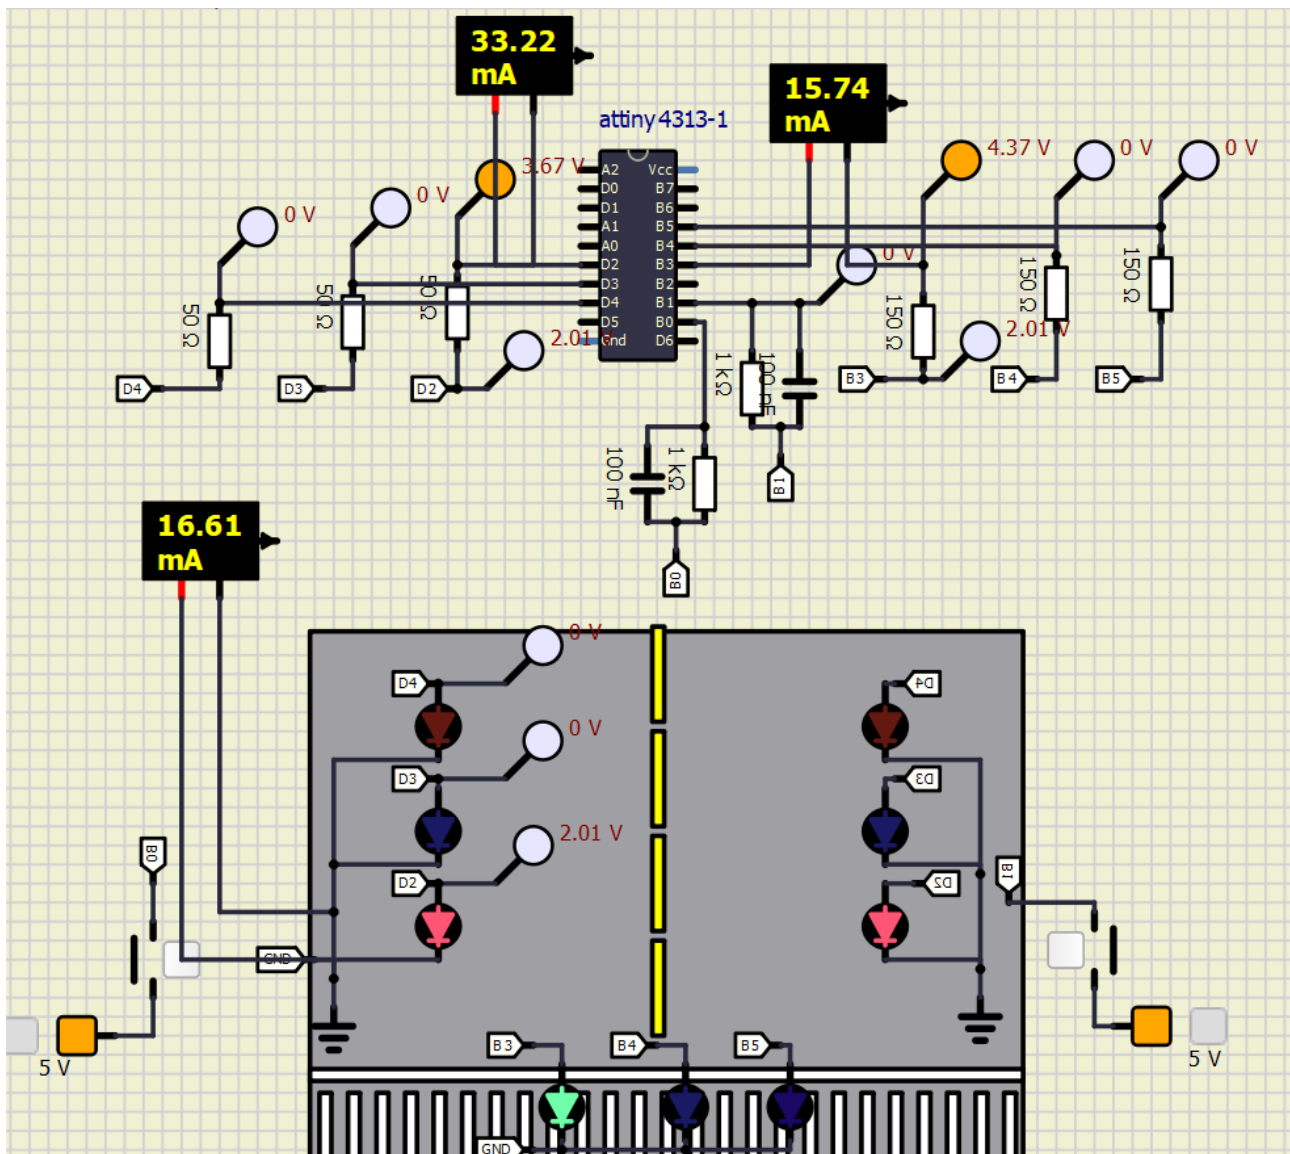 33.22
mA
15.74
mA
attiny4313-1
3.67 V
4.37 V
0 V
0 V
0 V
0 V
0 V
A2
D0
D1
A1
A0
D2
D3
D4
D5
Gnd
Vcc
B7
B6
B5
B4
B3
B2
B1
B0
D6
50 Ω
50 Ω
50 Ω
2.01 V
1 kΩ
100 nF
150 Ω
2.01 V
150 Ω
150 Ω
D4
D3
D2
B3
B4
B5
100 nF
1 kΩ
B1
B0
16.61
mA
0 V
D4
D4
0 V
D3
D3
2.01 V
D2
D2
B0
B1
GND
5 V
5 V
B3
B4
B5
GND